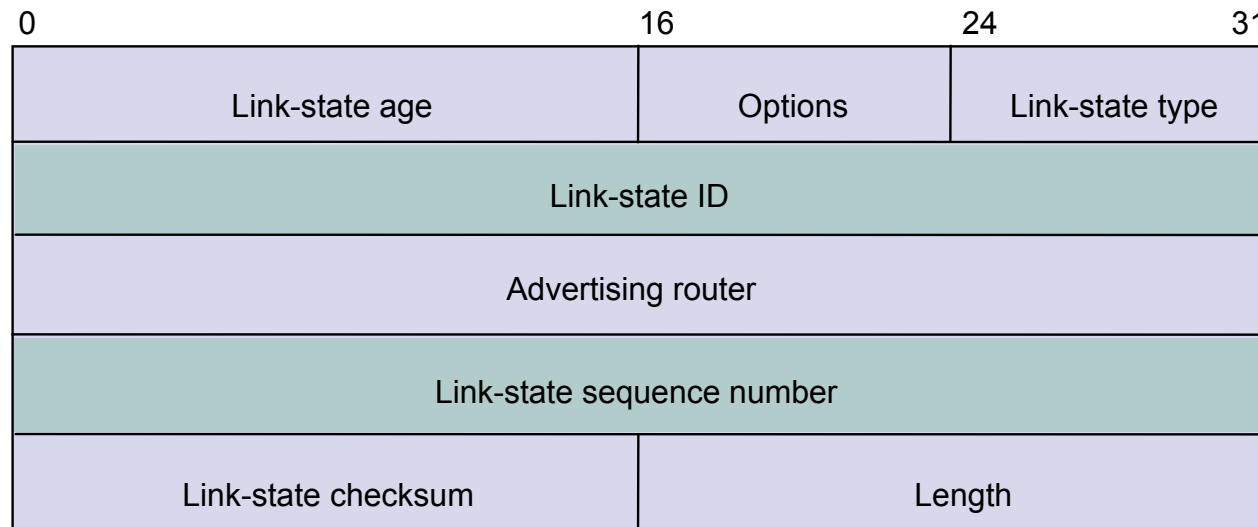 0 16 24 31
Link-state age Options Link-state type
Link-state ID
Advertising router
Link-state sequence number
Link-state checksum Length